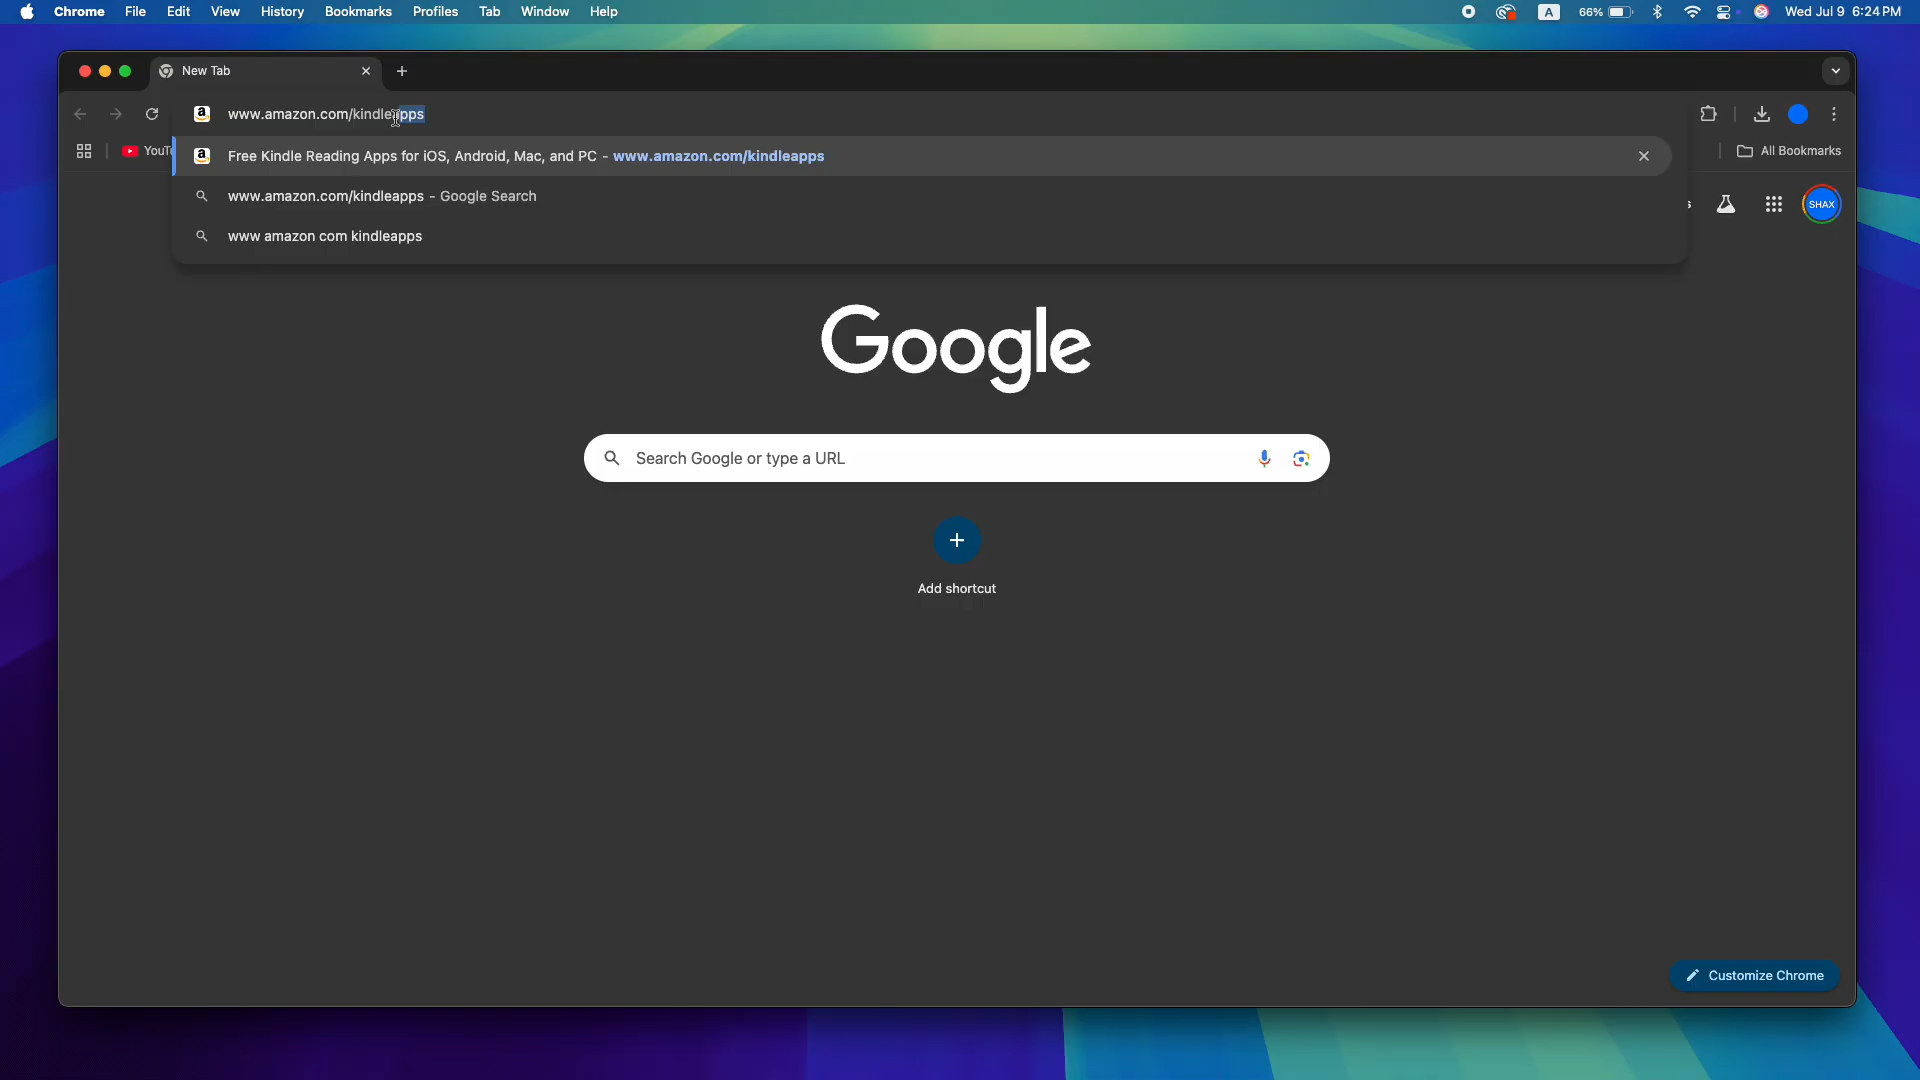 Chrome File Edit View History Bookmarks Profiles Tab Window Help A 66% Wed Jul 9 6:24 PM
New Tab
www.amazon.com/kindleapps
Free Kindle Reading Apps for iOS, Android, Mac, and PC - www.amazon.com/kindleapps
YouTu All Bookmarks
www.amazon.com/kindleapps - Google Search
s SHAX
www amazon com kindleapps
Google
Search Google or type a URL
Add shortcut
Customize Chrome